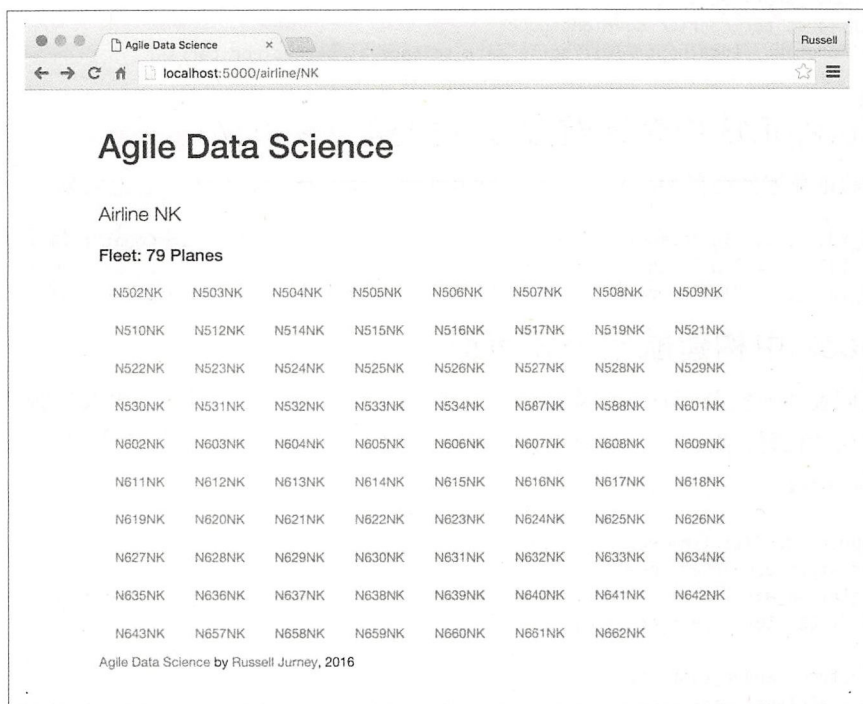 Agile Data Science
Russell
localhost:5000/airline/NK
Agile Data Science
Airline NK
Fleet: 79 Planes
N502NK N503NK N504NK N505NK N506NK N507NK N508NK N509NK
N510NK N512NK N514NK N515NK N516NK N517NK N519NK N521NK
N522NK N523NK N524NK N525NK N526NK N527NK N528NK N529NK
N530NK N531NK N532NK N533NK N534NK N587NK N588NK N601NK
N602NK N603NK N604NK N605NK N606NK N607NK N608NK N609NK
N611NK N612NK N613NK N614NK N615NK N616NK N617NK N618NK
N619NK N620NK N621NK N622NK N623NK N624NK N625NK N626NK
N627NK N628NK N629NK N630NK N631NK N632NK N633NK N634NK
N635NK N636NK N637NK N638NK N639NK N640NK N641NK N642NK
N643NK N657NK N658NK N659NK N660NK N661NK N662NK
Agile Data Science by Russell Jurney, 2016